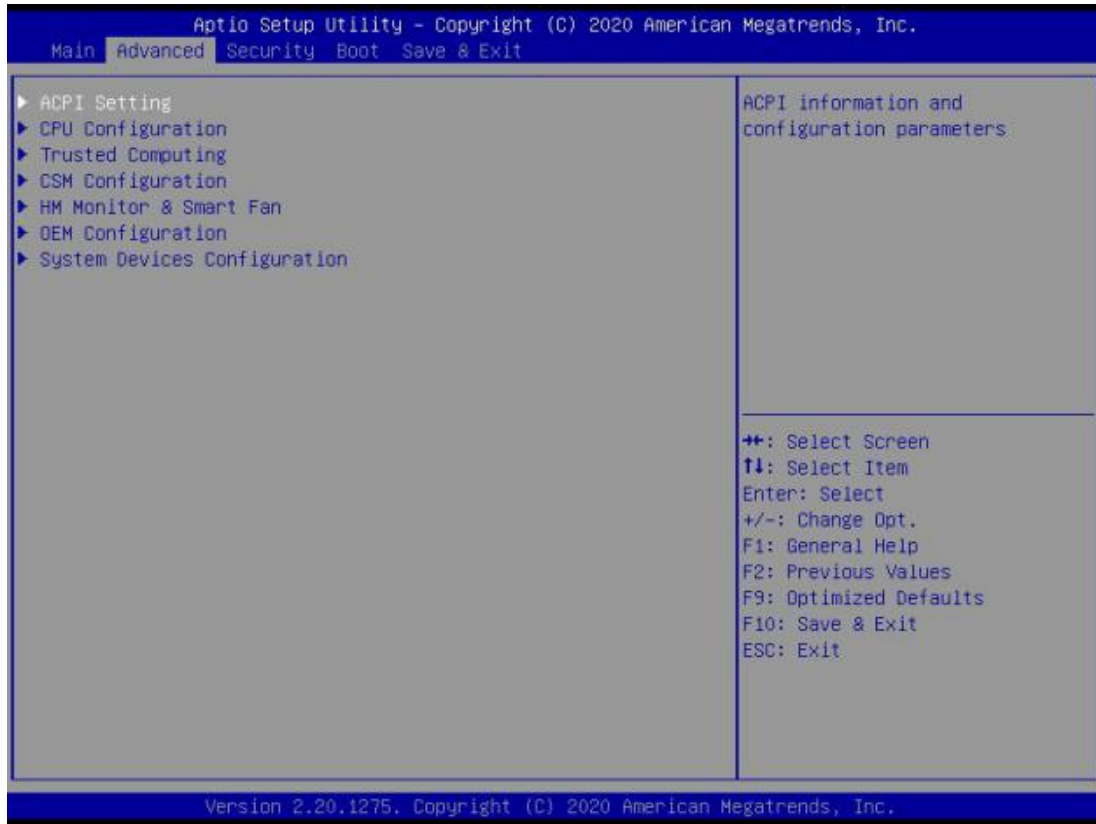 Aptio Setup Utility – Copyright (C) 2020 American Megatrends, Inc.
Main Advanced Security Boot Save & Exit
▶ ACPI Setting
▶ CPU Configuration
▶ Trusted Computing
▶ CSM Configuration
▶ HM Monitor & Smart Fan
▶ OEM Configuration
▶ System Devices Configuration
ACPI information and
configuration parameters
→←: Select Screen
↑↓: Select Item
Enter: Select
+/-: Change Opt.
F1: General Help
F2: Previous Values
F9: Optimized Defaults
F10: Save & Exit
ESC: Exit
Version 2.20.1275. Copyright (C) 2020 American Megatrends, Inc.